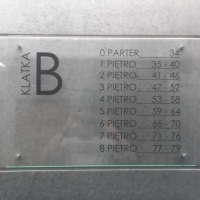 KLATKA
B
0 PARTER 34
1 PIĘTRO 35 - 40
2 PIĘTRO 41 - 46
3 PIĘTRO 47 - 52
4 PIĘTRO 53 - 58
5 PIĘTRO 59 - 64
6 PIĘTRO 65 - 70
7 PIĘTRO 71 - 76
8 PIĘTRO 77 - 79